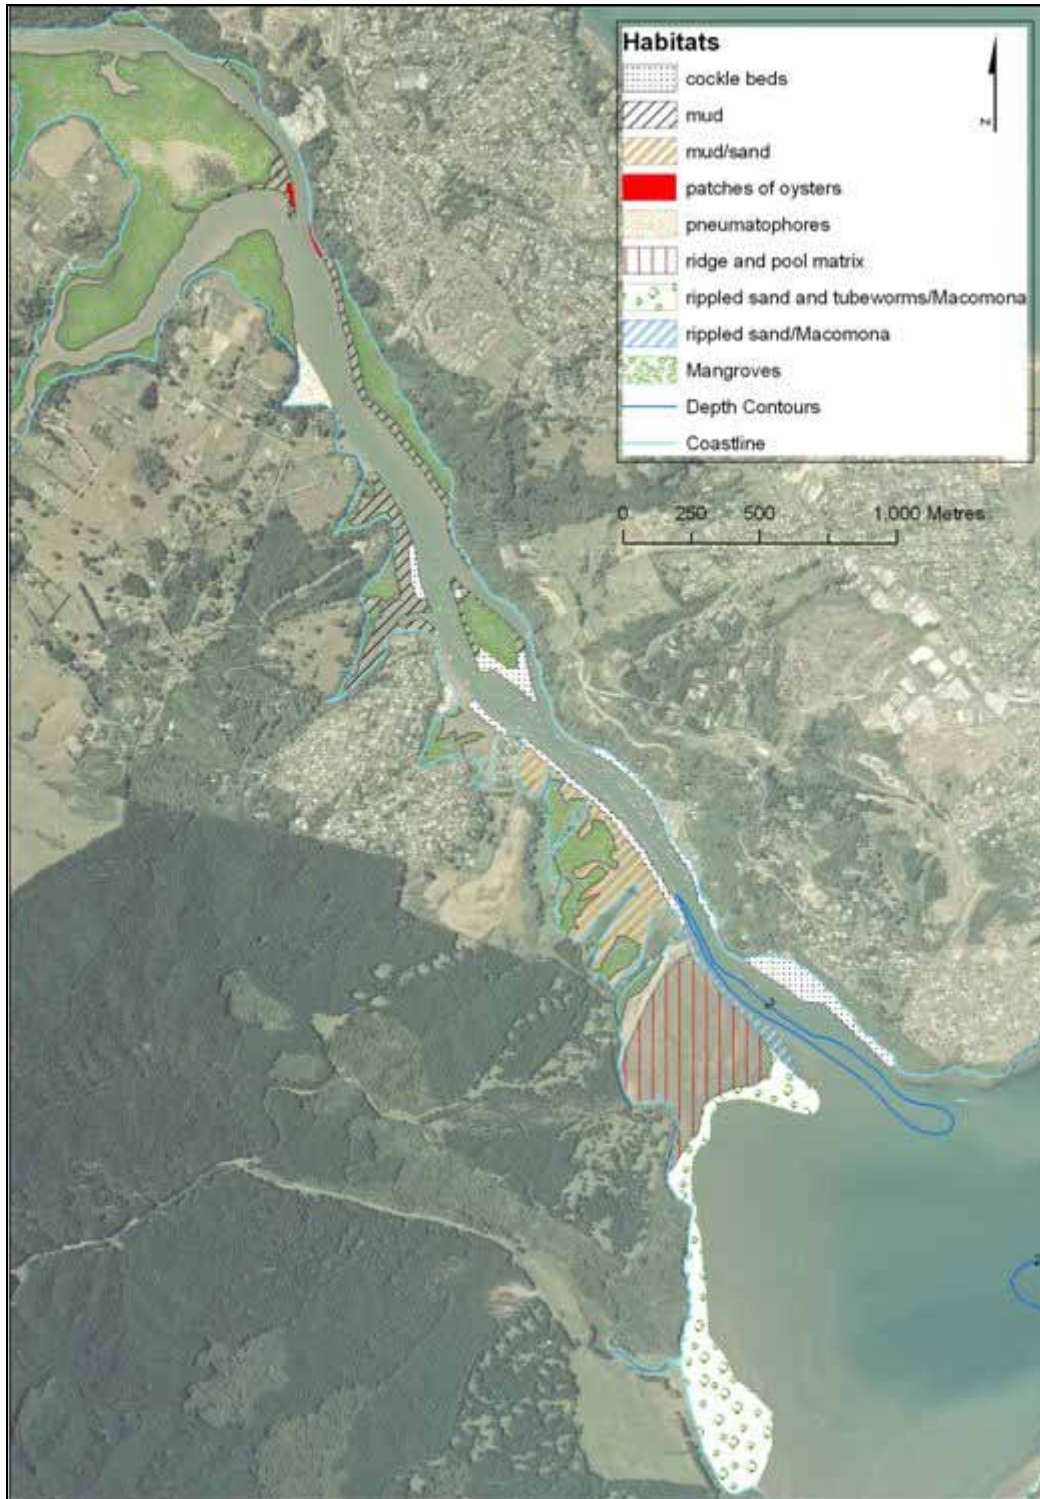 Habitats
cockle beds
mud
mud/sand
patches of oysters
pneumatophores
ridge and pool matrix
rippled sand and tubeworms/Macomona
rippled sand/Macomona
Mangroves
Depth Contours
Coastline
N
0 250 500 1,000 Metres